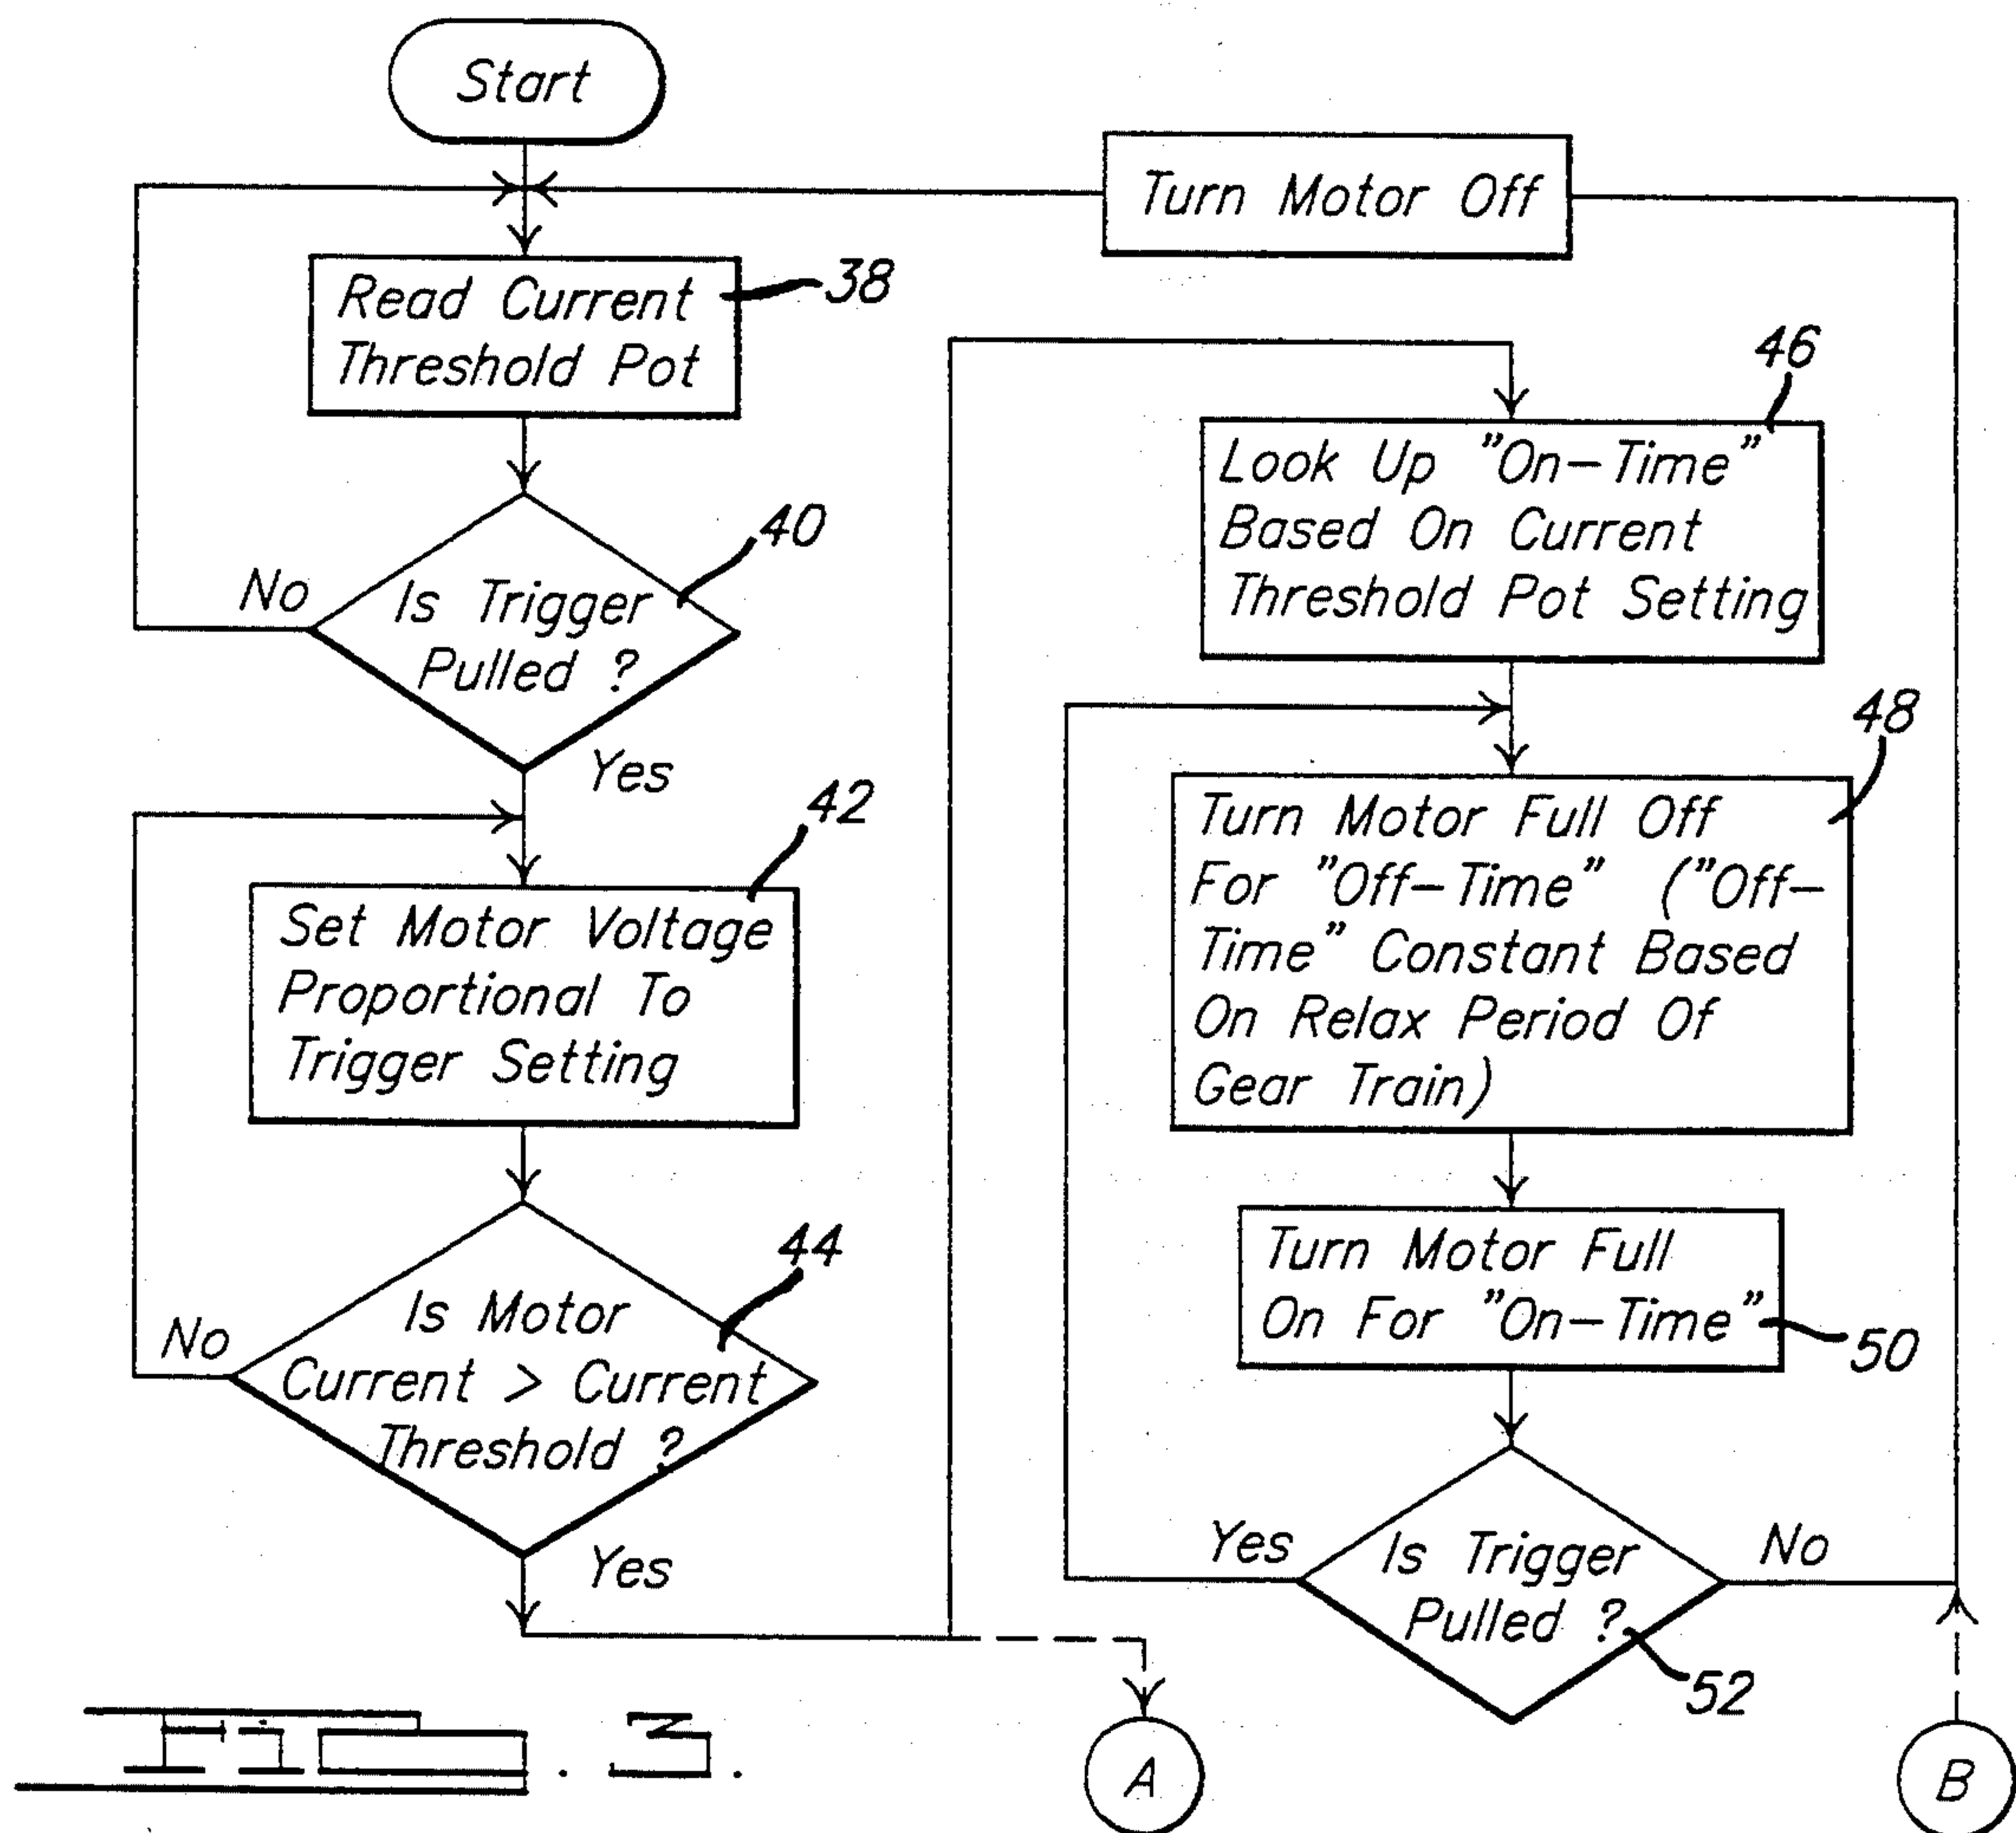 Start
Turn Motor Off
Read Current
Threshold Pot
38
40
No
Is Trigger
Pulled ?
Yes
42
Set Motor Voltage
Proportional To
Trigger Setting
44
No
Is Motor
Current > Current
Threshold ?
Yes
46
Look Up "On-Time"
Based On Current
Threshold Pot Setting
48
Turn Motor Full Off
For "Off-Time" ("Off-
Time" Constant Based
On Relax Period Of
Gear Train)
Turn Motor Full
On For "On-Time"
50
Yes
Is Trigger
Pulled ?
No
52
A
B
FIG. 3.